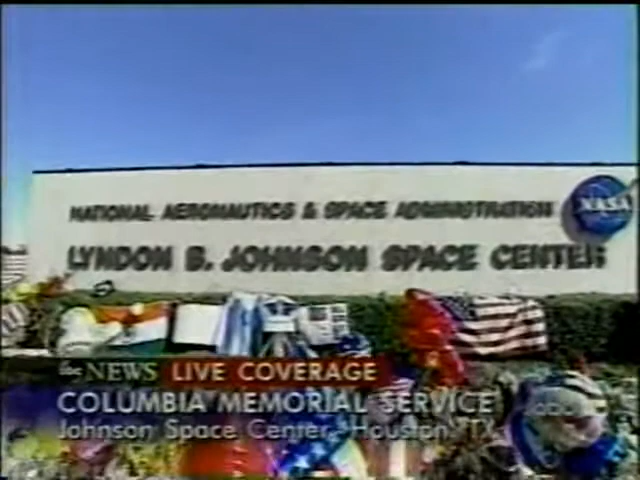 NATIONAL AERONAUTICS & SPACE ADMINISTRATION
NASA
LYNDON B. JOHNSON SPACE CENTER
abc NEWS LIVE COVERAGE
COLUMBIA MEMORIAL SERVICE
Johnson Space Center, Houston, TX
abc